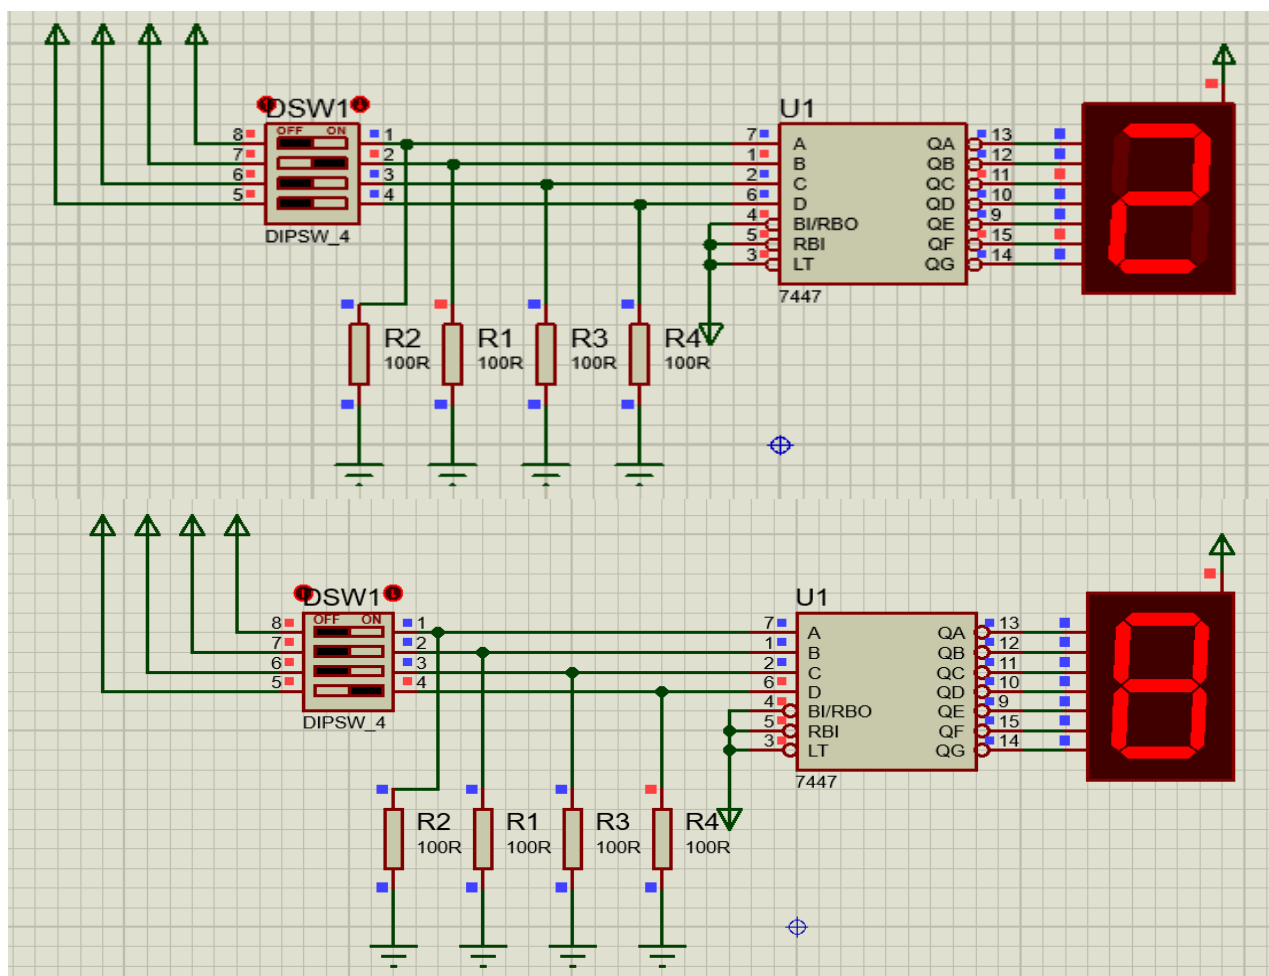 DSW1
OFF ON
8 1
7 2
6 3
5 4
DIPSW_4
U1
7 A QA 13
1 B QB 12
2 C QC 11
6 D QD 10
4 BI/RBO QE 9
5 RBI QF 15
3 LT QG 14
7447
R2 R1 R3 R4
100R 100R 100R 100R
2
DSW1
OFF ON
8 1
7 2
6 3
5 4
DIPSW_4
U1
7 A QA 13
1 B QB 12
2 C QC 11
6 D QD 10
4 BI/RBO QE 9
5 RBI QF 15
3 LT QG 14
7447
R2 R1 R3 R4
100R 100R 100R 100R
8